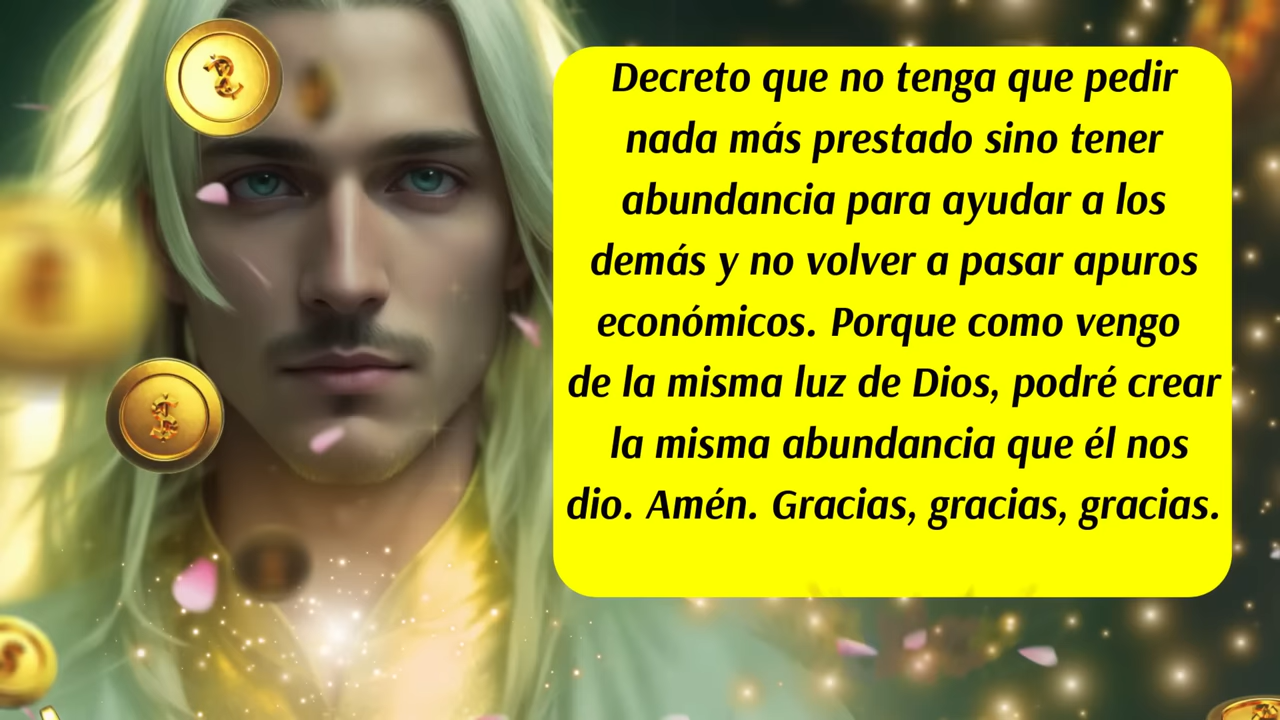 Decreto que no tenga que pedir
nada más prestado sino tener
abundancia para ayudar a los
demás y no volver a pasar apuros
económicos. Porque como vengo
de la misma luz de Dios, podré crear
la misma abundancia que él nos
dio. Amén. Gracias, gracias, gracias.